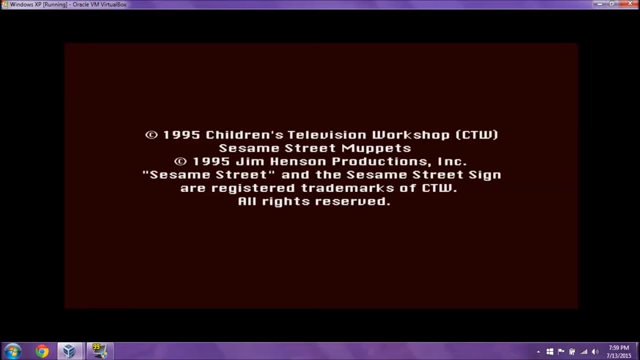 Windows XP [Running] - Oracle VM VirtualBox
© 1995 Children's Television Workshop (CTW)
Sesame Street Muppets
© 1995 Jim Henson Productions, Inc.
"Sesame Street" and the Sesame Street Sign
are registered trademarks of CTW.
All rights reserved.
7:59 PM
7/13/2015